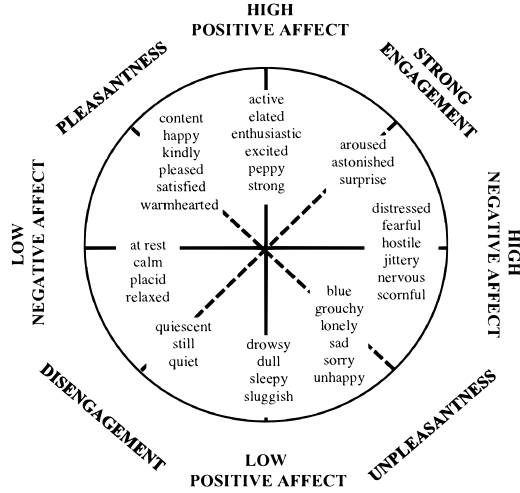 HIGH
POSITIVE AFFECT
PLEASANTNESS
STRONG
ENGAGEMENT
active
elated
enthusiastic
excited
peppy
strong
content
happy
kindly
pleased
satisfied
warmhearted
aroused
astonished
surprise
LOW
NEGATIVE AFFECT
HIGH
NEGATIVE AFFECT
distressed
fearful
hostile
jittery
nervous
scornful
at rest
calm
placid
relaxed
blue
grouchy
lonely
sad
sorry
unhappy
quiescent
still
quiet
drowsy
dull
sleepy
sluggish
DISENGAGEMENT
UNPLEASANTNESS
LOW
POSITIVE AFFECT